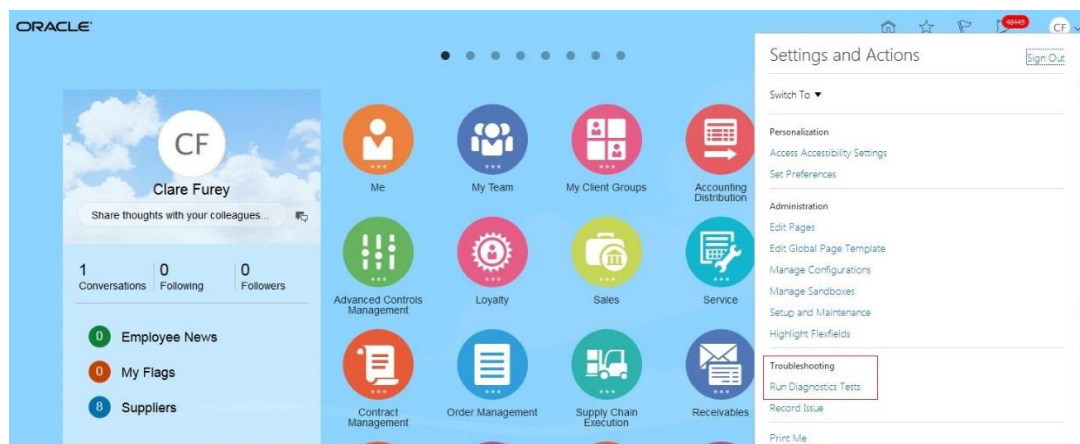 ORACLE
48449
CF
Settings and Actions
Sign Out
Switch To
Personalization
Access Accessibility Settings
Set Preferences
Administration
Edit Pages
Edit Global Page Template
Manage Configurations
Manage Sandboxes
Setup and Maintenance
Highlight Flexfields
Troubleshooting
Run Diagnostics Tests
Record Issue
Print Me
CF
Clare Furey
Share thoughts with your colleagues...
1 0 0
Conversations Following Followers
0 Employee News
0 My Flags
8 Suppliers
Me My Team My Client Groups Accounting
Distribution
Advanced Controls Loyalty Sales Service
Management
Contract Order Management Supply Chain Receivables
Management Execution